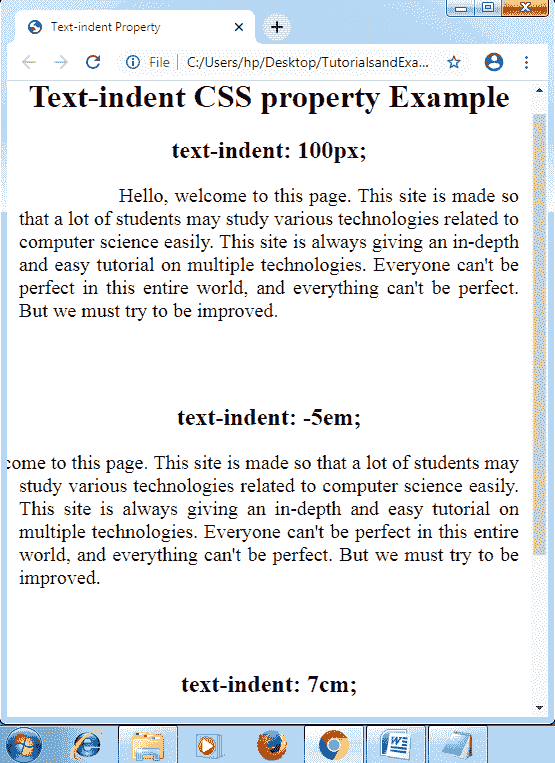 Text-indent Property
File
C:/Users/hp/Desktop/TutorialsandExa...
Text-indent CSS property Example
text-indent: 100px;
Hello, welcome to this page. This site is made so
that a lot of students may study various technologies related to
computer science easily. This site is always giving an in-depth
and easy tutorial on multiple technologies. Everyone can't be
perfect in this entire world, and everything can't be perfect.
But we must try to be improved.
text-indent: -5em;
come to this page. This site is made so that a lot of students may
study various technologies related to computer science easily.
This site is always giving an in-depth and easy tutorial on
multiple technologies. Everyone can't be perfect in this entire
world, and everything can't be perfect. But we must try to be
improved.
text-indent: 7cm;